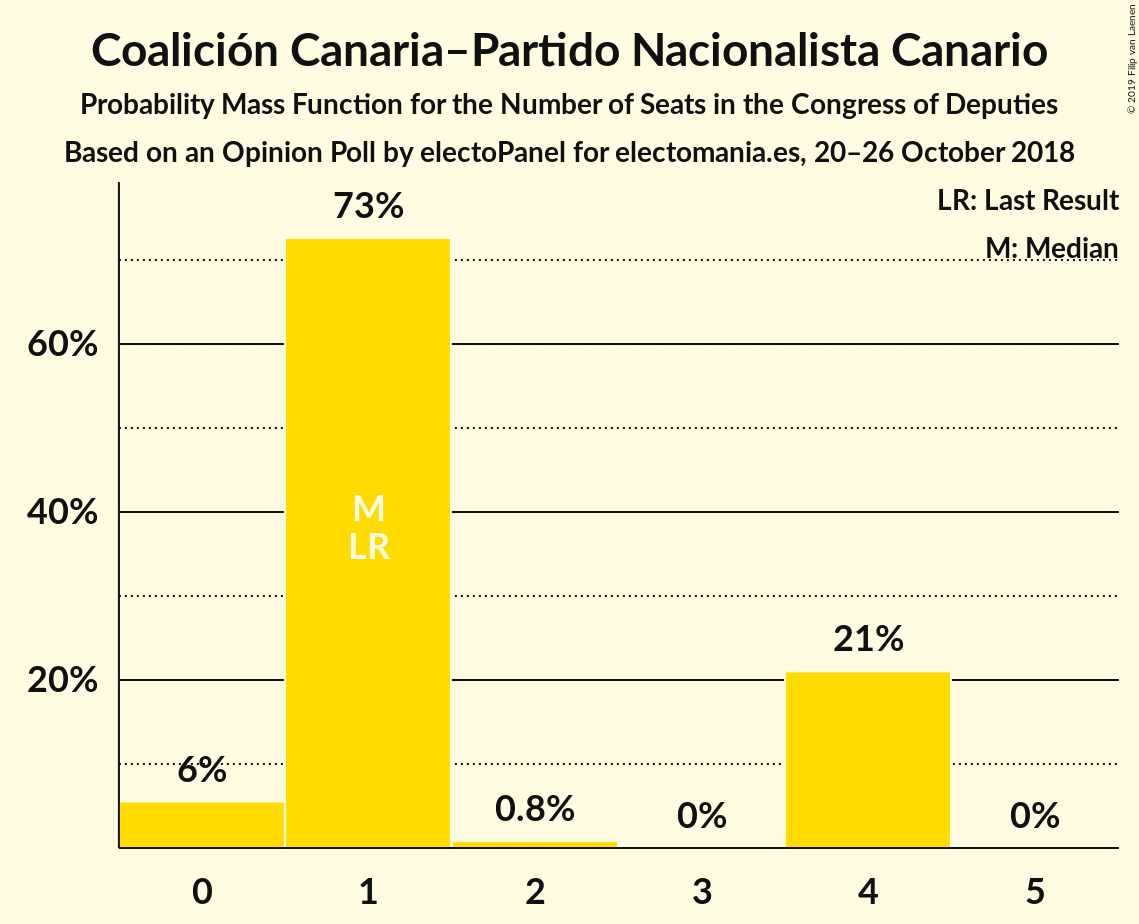 Coalición Canaria–Partido Nacionalista Canario
Probability Mass Function for the Number of Seats in the Congress of Deputies
Based on an Opinion Poll by electoPanel for electomania.es, 20–26 October 2018
© 2019 Filip van Laenen
LR: Last Result
M: Median
73%
60%
M
40%
LR
21%
20%
6%
0.8%
0%
0%
0 1 2 3 4 5